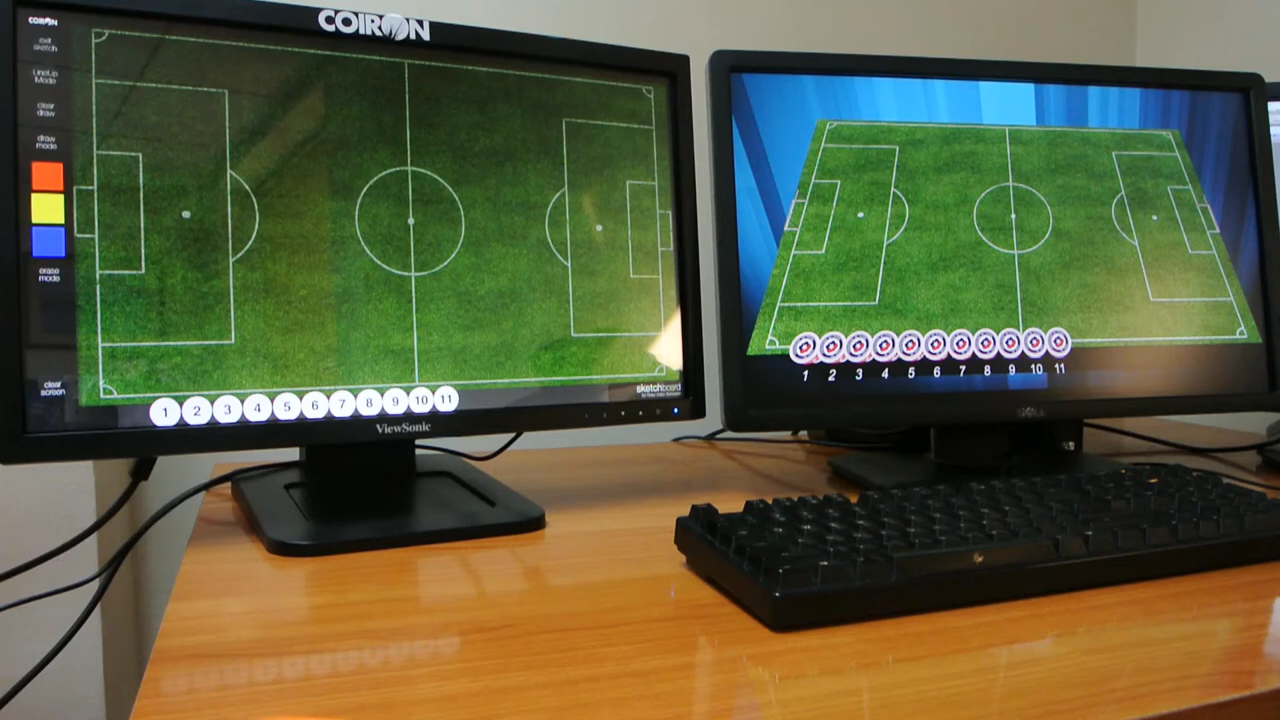 COIRON
COIRON
exit
sketch
LineUp
Mode
clear
draw
draw
mode
erase
mode
clear
screen
sketchboard
1 2 3 4 5 6 7 8 9 10 11
ViewSonic
1 2 3 4 5 6 7 8 9 10 11
DELL